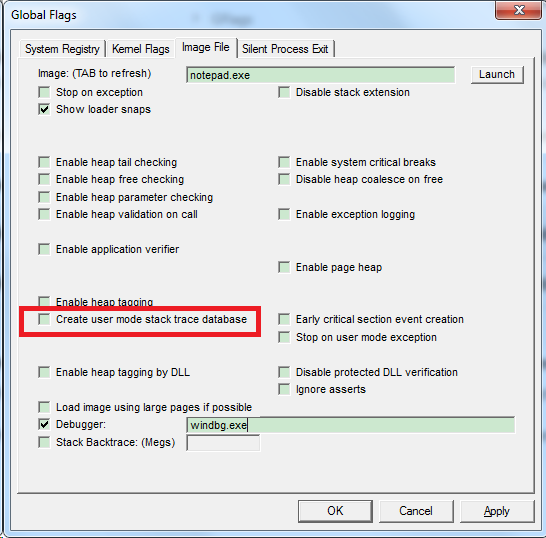 Global Flags
System Registry Kernel Flags Image File Silent Process Exit
Image: (TAB to refresh) notepad.exe Launch
Stop on exception Disable stack extension
Show loader snaps
Enable heap tail checking Enable system critical breaks
Enable heap free checking Disable heap coalesce on free
Enable heap parameter checking
Enable heap validation on call Enable exception logging
Enable application verifier
Enable page heap
Enable heap tagging
Create user mode stack trace database Early critical section event creation
Stop on user mode exception
Enable heap tagging by DLL Disable protected DLL verification
Ignore asserts
Load image using large pages if possible
Debugger: windbg.exe
Stack Backtrace: (Megs)
OK Cancel Apply